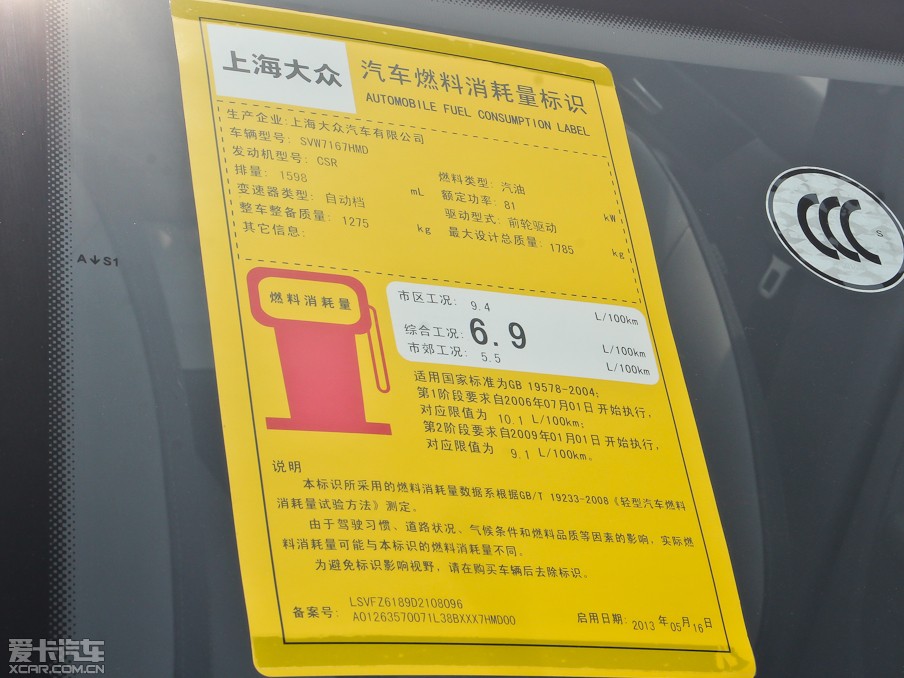 上海大众
汽车燃料消耗量标识
AUTOMOBILE FUEL CONSUMPTION LABEL
生产企业:上海大众汽车有限公司
车辆型号: SVW7167HMD
发动机型号: CSR
燃料类型: 汽油
排量: 1598 mL
额定功率: 81 kW
变速器类型: 自动档
驱动型式: 前轮驱动
整车整备质量: 1275 kg
最大设计总质量: 1785 kg
其它信息:
燃料消耗量
市区工况: 9.4 L/100km
综合工况: 6.9 L/100km
市郊工况: 5.5 L/100km
适用国家标准为GB 19578-2004;
第1阶段要求自2006年07月01日 开始执行,
对应限值为 10.1 L/100km;
第2阶段要求自2009年01月01日 开始执行,
对应限值为 9.1 L/100km。
说明
本标识所采用的燃料消耗量数据系根据GB/T 19233-2008《轻型汽车燃料
消耗量试验方法》测定。
由于驾驶习惯、道路状况、气候条件和燃料品质等因素的影响,实际燃
料消耗量可能与本标识的燃料消耗量不同。
为避免标识影响视野,请在购买车辆后去除标识。
LSVFZ6189D2108096
备案号: A01263570071L38BXXX7HMD00
启用日期: 2013 年 05月 16日
A↓S1
CCC
S
爱卡汽车
XCAR.COM.CN